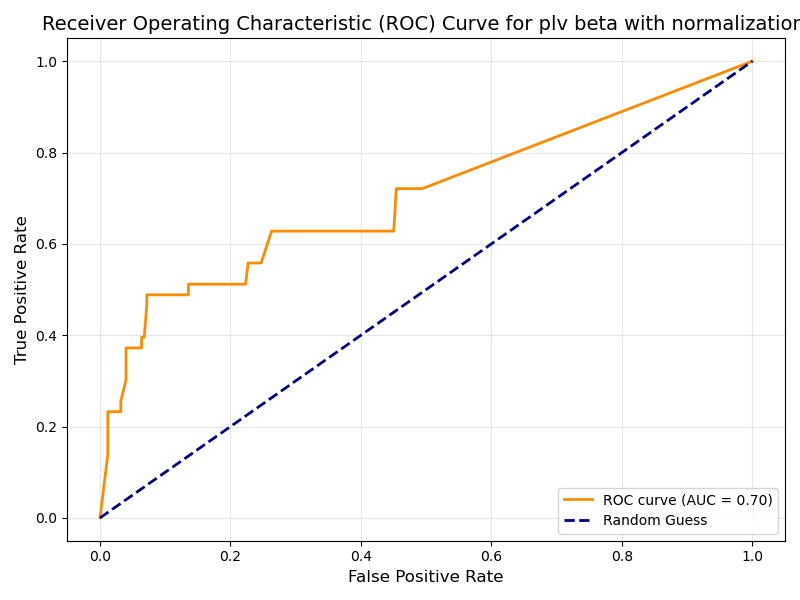 Receiver Operating Characteristic (ROC) Curve for plv beta with normalization
1.0
0.8
0.6
0.4
0.2
0.0
True Positive Rate
0.0 0.2 0.4 0.6 0.8 1.0
False Positive Rate
ROC curve (AUC = 0.70)
Random Guess